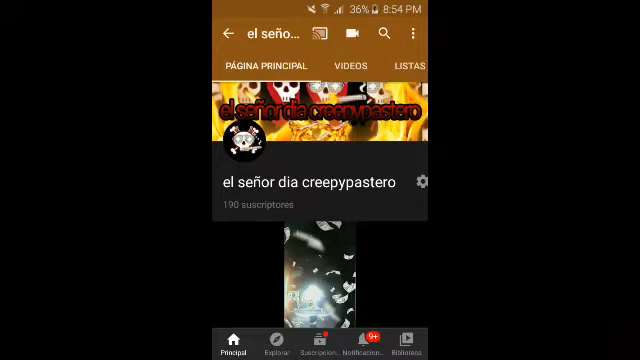 36% 8:54 PM
el seño...
PÁGINA PRINCIPAL VIDEOS LISTAS
el señor dia creepypastero
el señor dia creepypastero
190 suscriptores
9+
Principal Explorar Suscripcion... Notificacion... Biblioteca